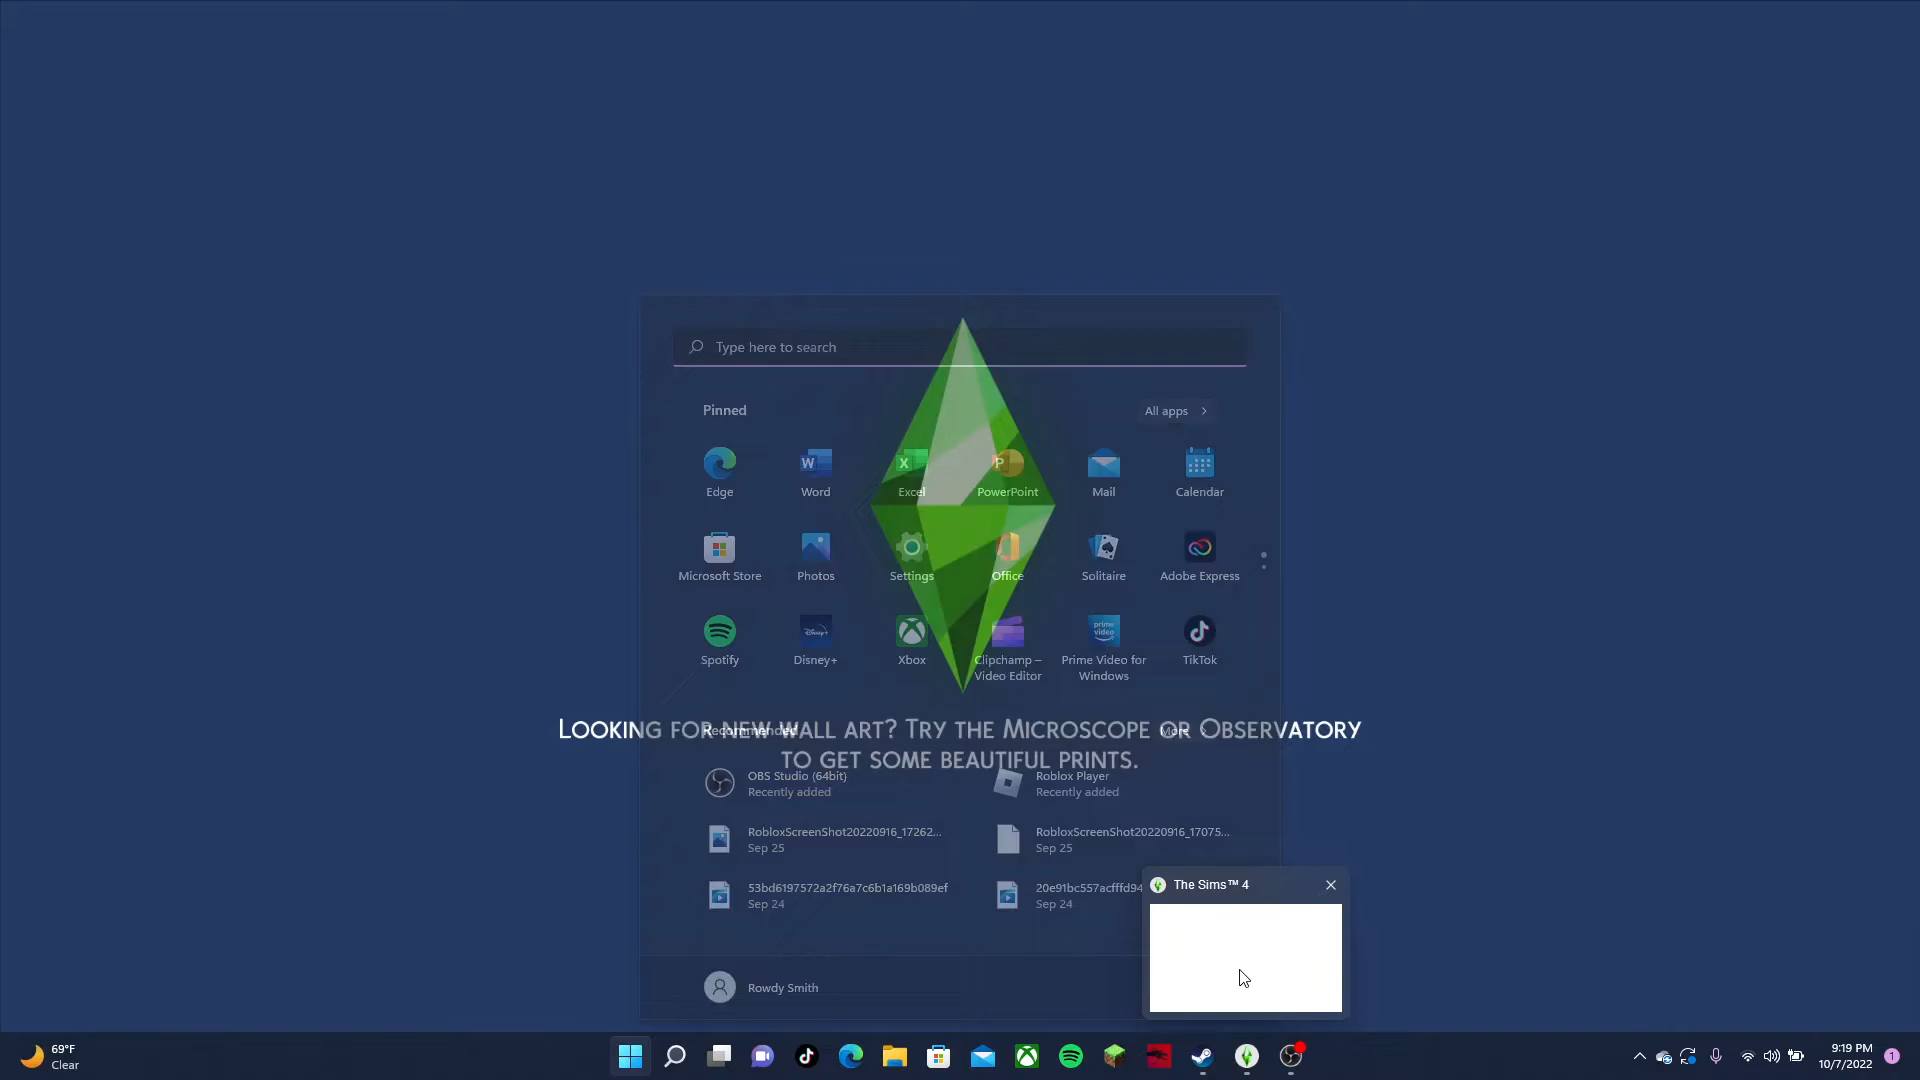 Type here to search
Pinned
All apps
Edge
Word
Excel
PowerPoint
Mail
Calendar
Microsoft Store
Photos
Settings
Office
Solitaire
Adobe Express
Spotify
Disney+
Xbox
Clipchamp – Video Editor
Prime Video for Windows
TikTok
LOOKING FOR NEW WALL ART? TRY THE MICROSCOPE OR OBSERVATORY
TO GET SOME BEAUTIFUL PRINTS.
Recommended
More
OBS Studio (64bit)
Recently added
Roblox Player
Recently added
RobloxScreenShot20220916_17262...
Sep 25
RobloxScreenShot20220916_17075...
Sep 25
53bd6197572a2f76a7c6b1a169b089ef
Sep 24
20e91bc557acfffd94
Sep 24
The Sims™ 4
Rowdy Smith
69°F
Clear
9:19 PM
10/7/2022
1